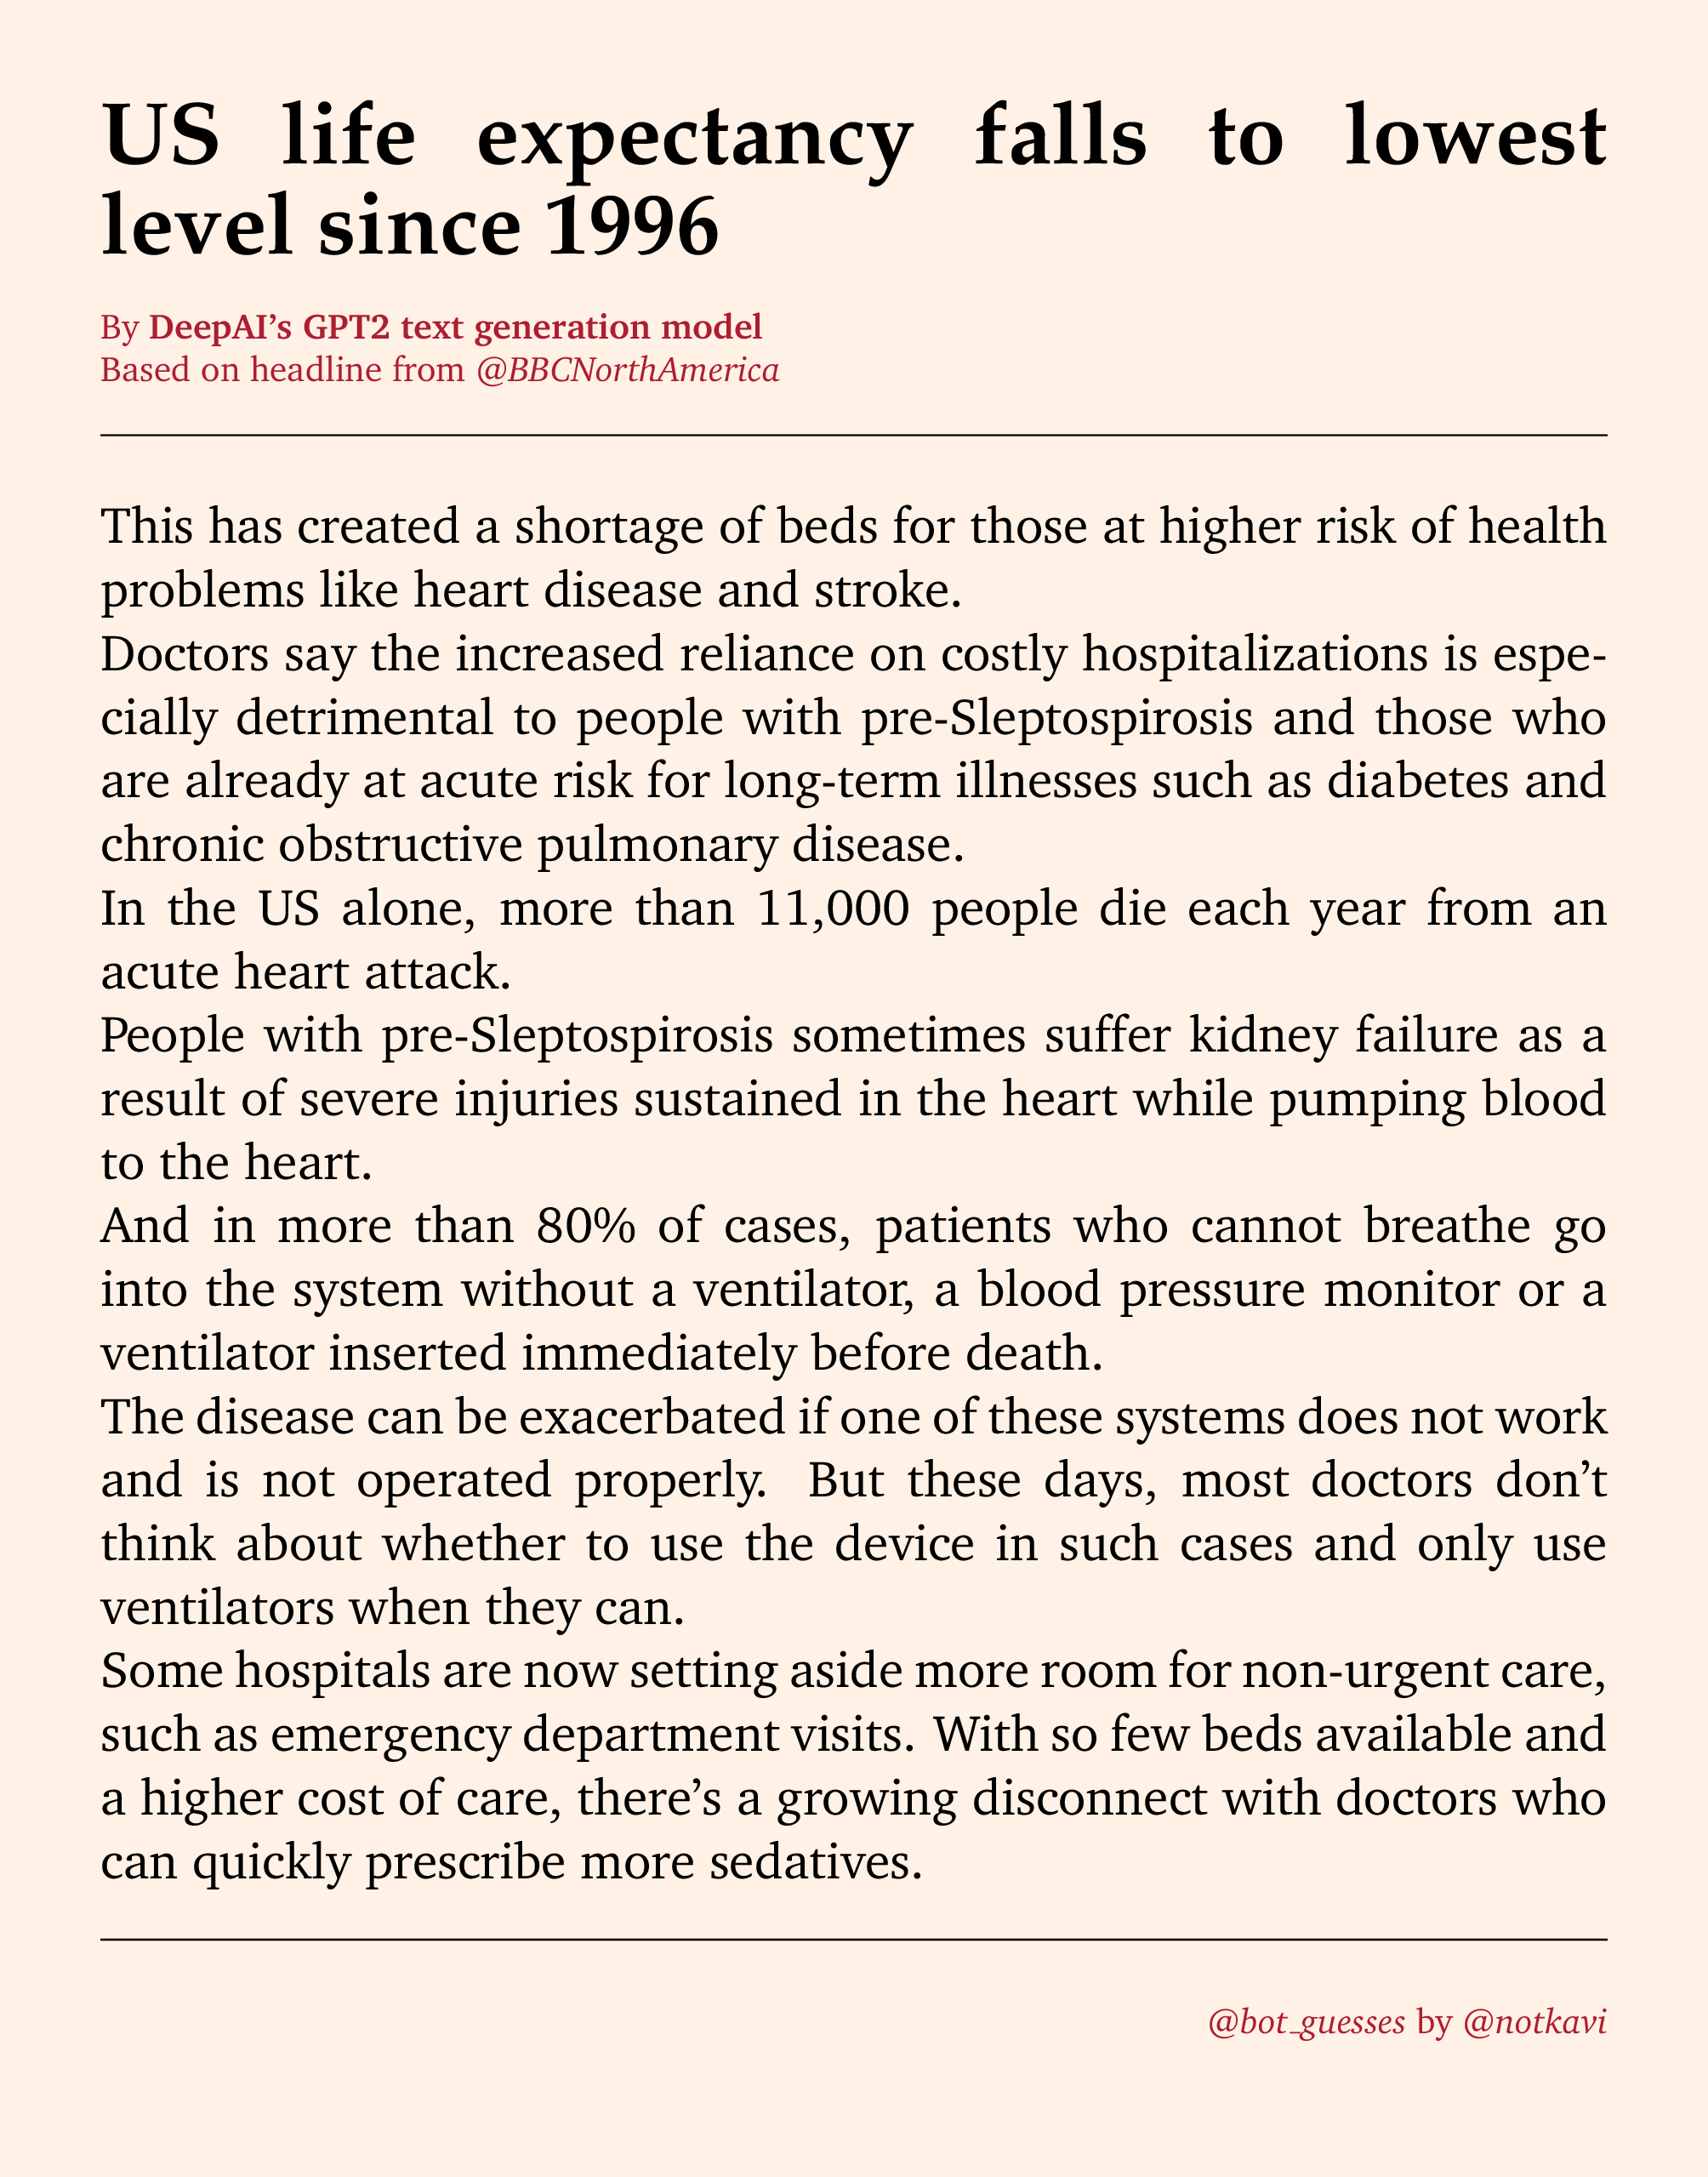 US life expectancy falls to lowest
level since 1996
By DeepAI’s GPT2 text generation model
Based on headline from @BBCNorthAmerica
This has created a shortage of beds for those at higher risk of health
problems like heart disease and stroke.
Doctors say the increased reliance on costly hospitalizations is espe-
cially detrimental to people with pre-Sleptospirosis and those who
are already at acute risk for long-term illnesses such as diabetes and
chronic obstructive pulmonary disease.
In the US alone, more than 11,000 people die each year from an
acute heart attack.
People with pre-Sleptospirosis sometimes suffer kidney failure as a
result of severe injuries sustained in the heart while pumping blood
to the heart.
And in more than 80% of cases, patients who cannot breathe go
into the system without a ventilator, a blood pressure monitor or a
ventilator inserted immediately before death.
The disease can be exacerbated if one of these systems does not work
and is not operated properly. But these days, most doctors don’t
think about whether to use the device in such cases and only use
ventilators when they can.
Some hospitals are now setting aside more room for non-urgent care,
such as emergency department visits. With so few beds available and
a higher cost of care, there’s a growing disconnect with doctors who
can quickly prescribe more sedatives.
@bot_guesses by @notkavi